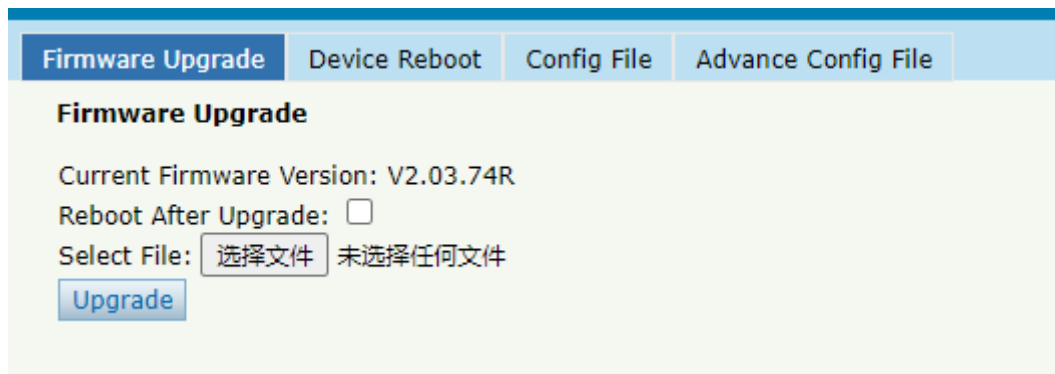 Firmware Upgrade Device Reboot Config File Advance Config File
Firmware Upgrade
Current Firmware Version: V2.03.74R
Reboot After Upgrade:
Select File: 选择文件 未选择任何文件
Upgrade